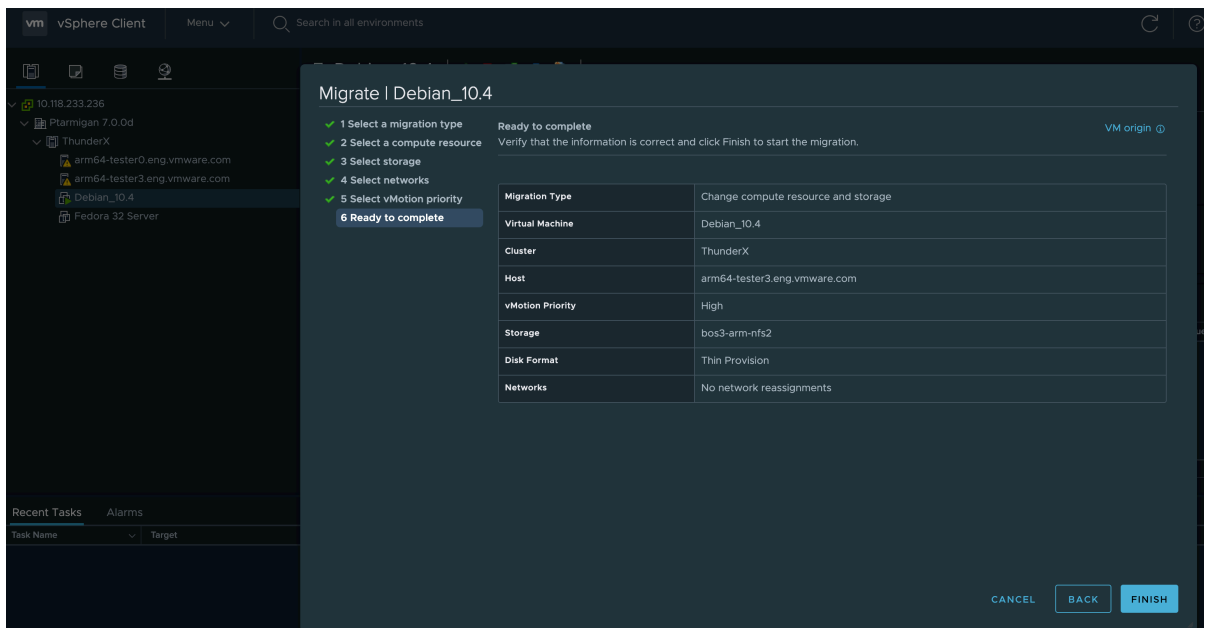 vm vSphere Client Menu Search in all environments
10.118.233.236
Ptarmigan 7.0.0d
ThunderX
arm64-tester0.eng.vmware.com
arm64-tester3.eng.vmware.com
Debian_10.4
Fedora 32 Server
Migrate | Debian_10.4
1 Select a migration type
2 Select a compute resource
3 Select storage
4 Select networks
5 Select vMotion priority
6 Ready to complete
Ready to complete
VM origin
Verify that the information is correct and click Finish to start the migration.
Migration Type Change compute resource and storage
Virtual Machine Debian_10.4
Cluster ThunderX
Host arm64-tester3.eng.vmware.com
vMotion Priority High
Storage bos3-arm-nfs2
Disk Format Thin Provision
Networks No network reassignments
Recent Tasks Alarms
Task Name Target
CANCEL BACK FINISH